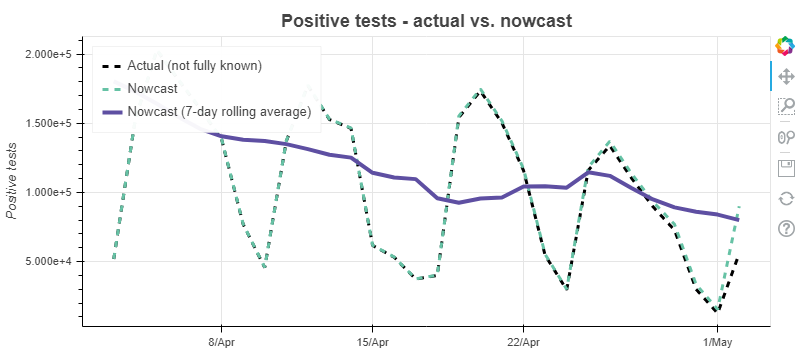 Positive tests - actual vs. nowcast
2.000e+5
1.500e+5
1.000e+5
5.000e+4
Positive tests
Actual (not fully known)
Nowcast
Nowcast (7-day rolling average)
8/Apr
15/Apr
22/Apr
1/May